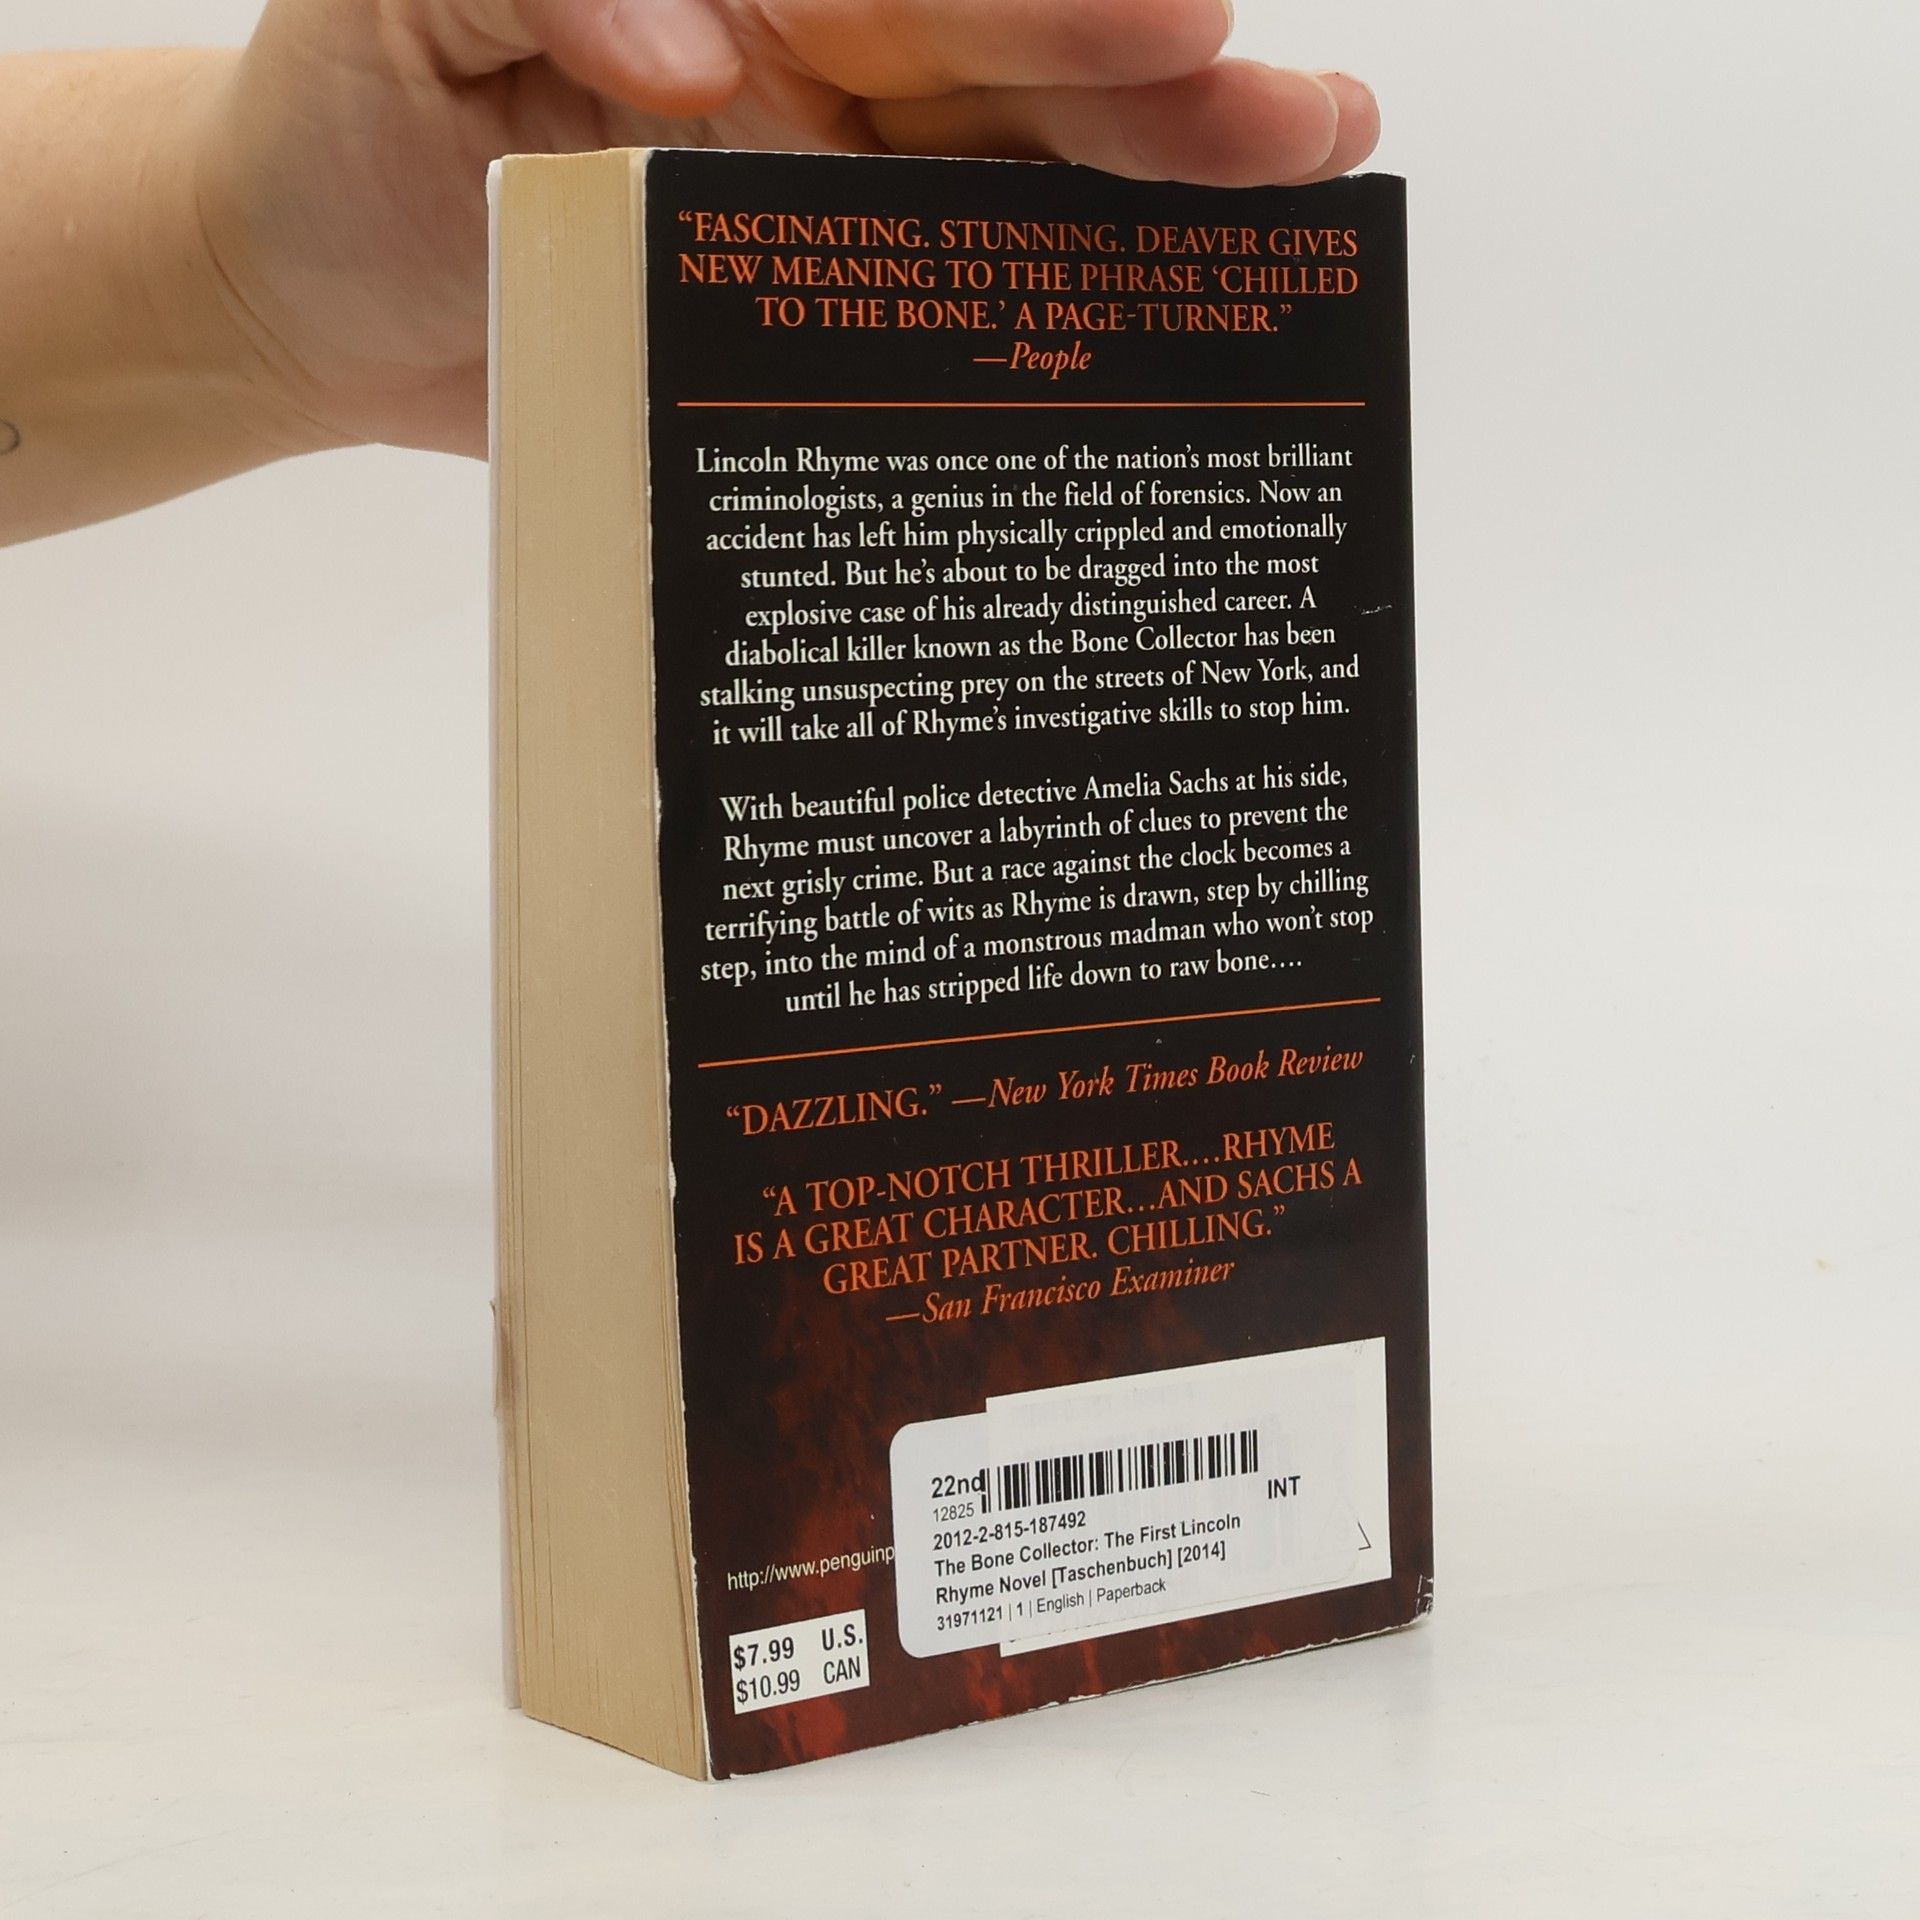 “FASCINATING. STUNNING. DEAVER GIVES
NEW MEANING TO THE PHRASE ‘CHILLED
TO THE BONE.’ A PAGE-TURNER.”
—People
Lincoln Rhyme was once one of the nation’s most brilliant
criminologists, a genius in the field of forensics. Now an
accident has left him physically crippled and emotionally
stunted. But he’s about to be dragged into the most
explosive case of his already distinguished career. A
diabolical killer known as the Bone Collector has been
stalking unsuspecting prey on the streets of New York, and
it will take all of Rhyme’s investigative skills to stop him.
With beautiful police detective Amelia Sachs at his side,
Rhyme must uncover a labyrinth of clues to prevent the
next grisly crime. But a race against the clock becomes a
terrifying battle of wits as Rhyme is drawn, step by chilling
step, into the mind of a monstrous madman who won’t stop
until he has stripped life down to raw bone....
“DAZZLING.” —New York Times Book Review
“A TOP-NOTCH THRILLER....RHYME
IS A GREAT CHARACTER...AND SACHS A
GREAT PARTNER. CHILLING.”
—San Francisco Examiner
22nd
12825
INT
2012-2-815-187492
The Bone Collector: The First Lincoln
Rhyme Novel [Taschenbuch] [2014]
31971121 | 1 | English | Paperback
http://www.penguinp
$7.99 U.S.
$10.99 CAN